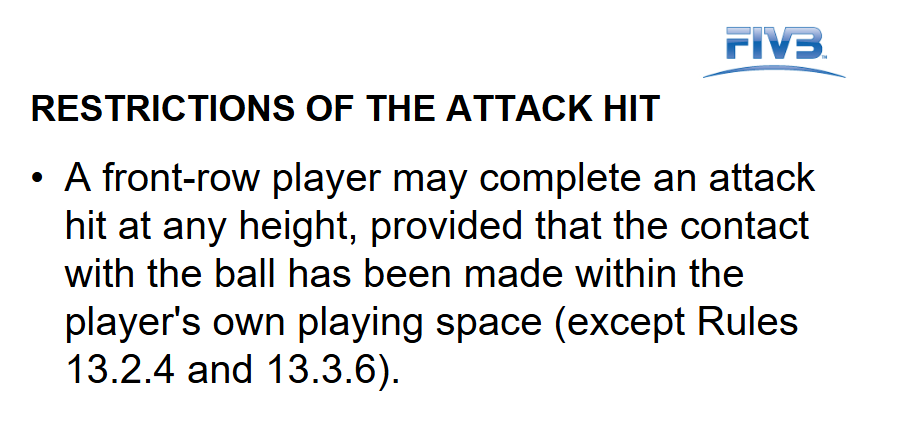 FIVB™
RESTRICTIONS OF THE ATTACK HIT
• A front-row player may complete an attack
hit at any height, provided that the contact
with the ball has been made within the
player's own playing space (except Rules
13.2.4 and 13.3.6).